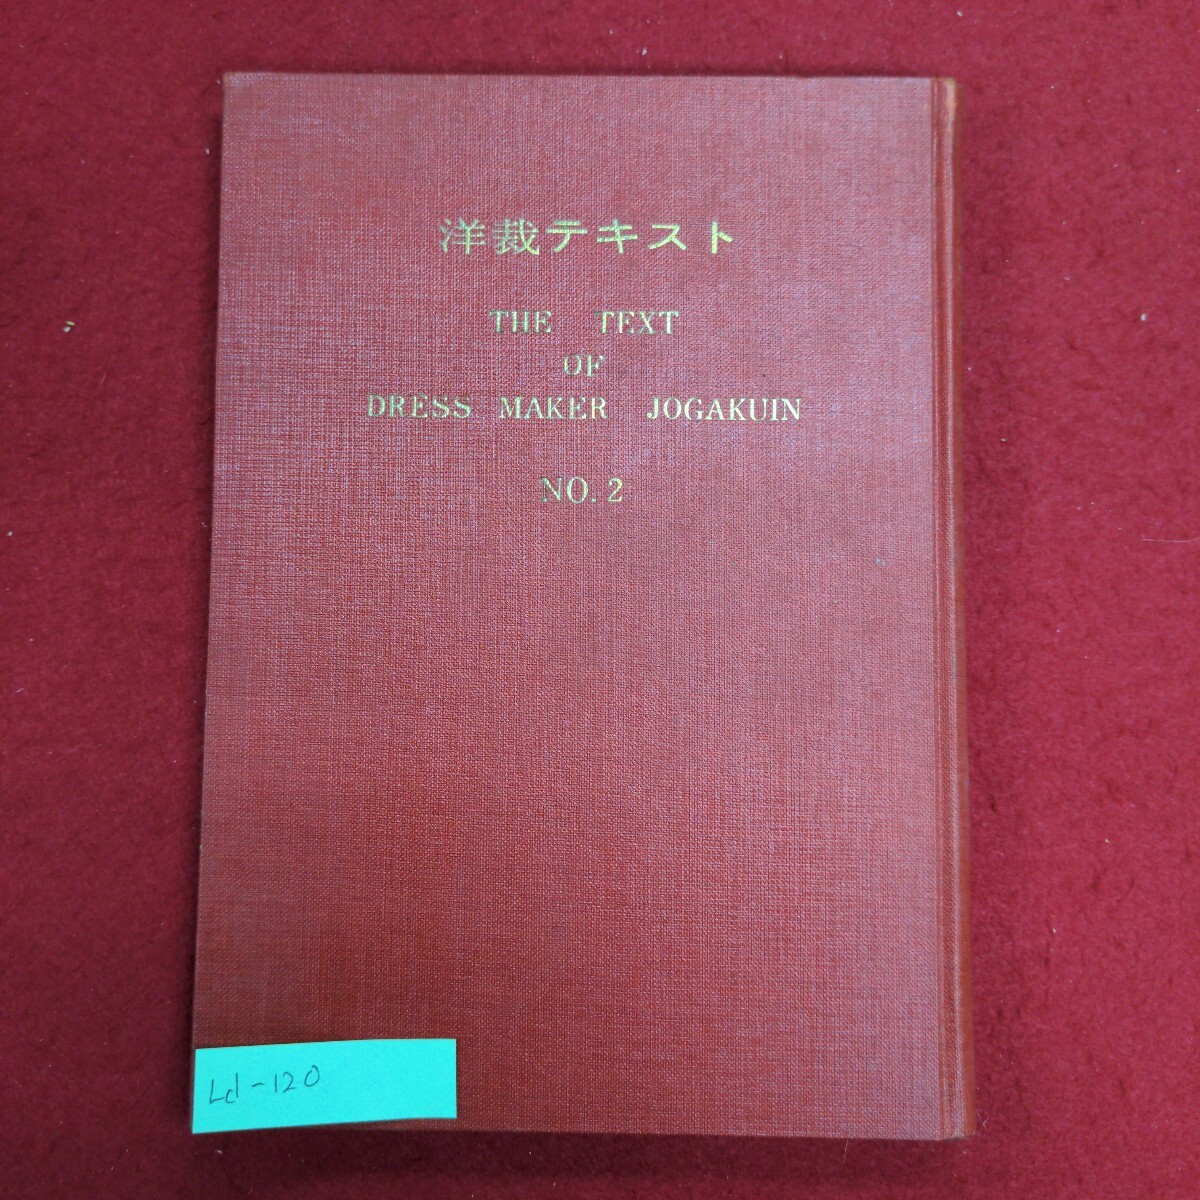 洋裁テキスト
THE TEXT
OF
DRESS MAKER JOGAKUIN
NO.2
Ld-120